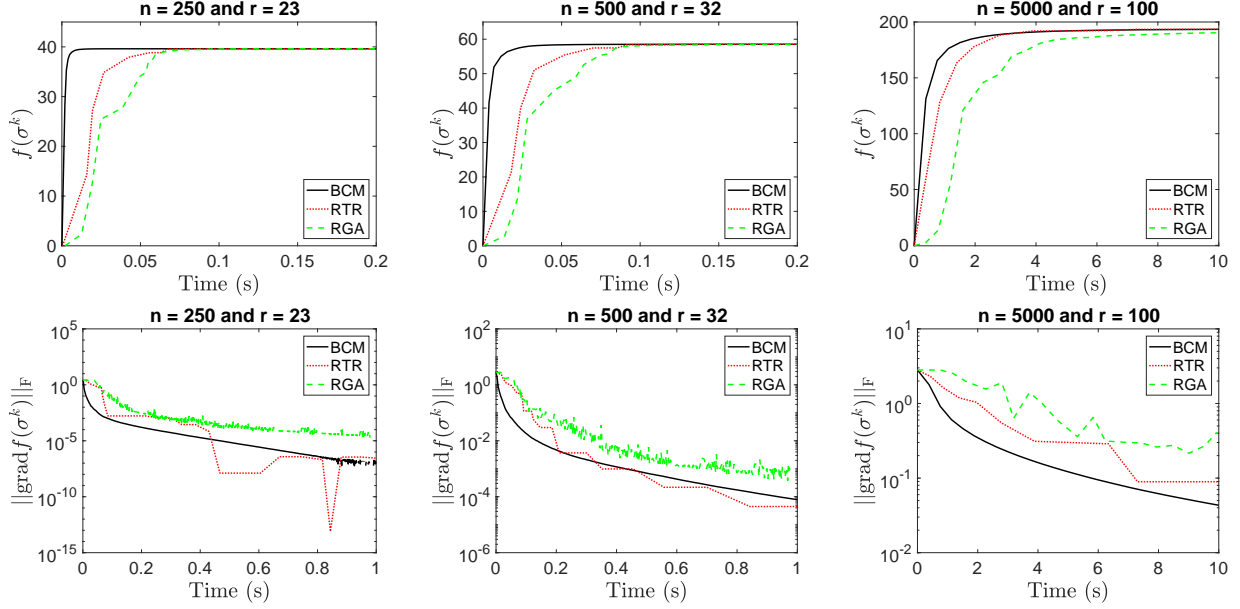 n = 250 and r = 23
f(σ^k)
40
30
20
10
0
0 0.05 0.1 0.15 0.2
Time (s)
BCM
RTR
RGA
n = 500 and r = 32
f(σ^k)
60
50
40
30
20
10
0
0 0.05 0.1 0.15 0.2
Time (s)
BCM
RTR
RGA
n = 5000 and r = 100
f(σ^k)
200
150
100
50
0
0 2 4 6 8 10
Time (s)
BCM
RTR
RGA
n = 250 and r = 23
||grad f(σ^k)||_F
10^5
10^0
10^-5
10^-10
10^-15
0 0.2 0.4 0.6 0.8 1
Time (s)
BCM
RTR
RGA
n = 500 and r = 32
||grad f(σ^k)||_F
10^2
10^0
10^-2
10^-4
10^-6
0 0.2 0.4 0.6 0.8 1
Time (s)
BCM
RTR
RGA
n = 5000 and r = 100
||grad f(σ^k)||_F
10^1
10^0
10^-1
10^-2
0 2 4 6 8 10
Time (s)
BCM
RTR
RGA